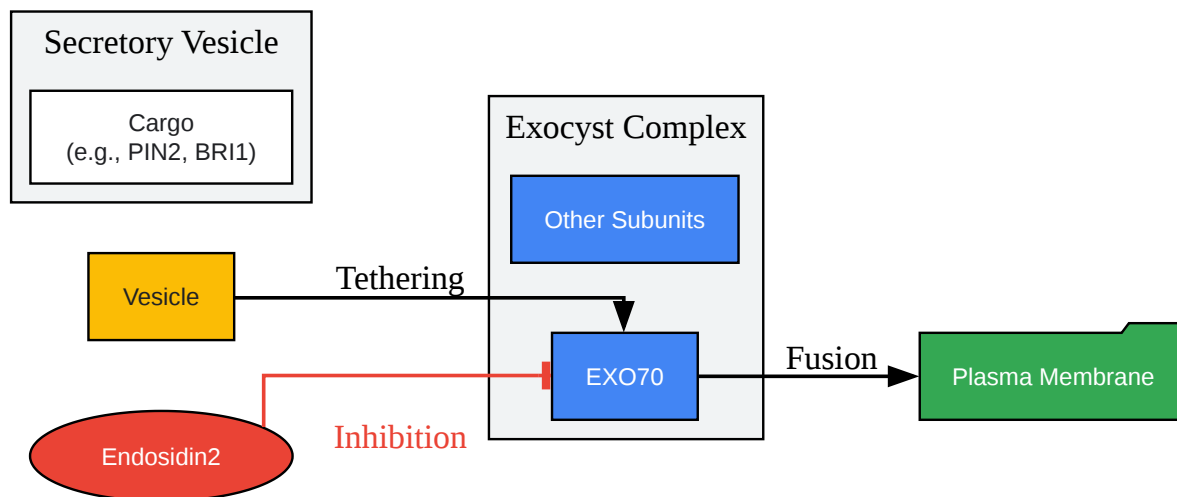 Secretory Vesicle
Cargo
(e.g., PIN2, BRI1)
Exocyst Complex
Other Subunits
Tethering
Vesicle
EXO70
Fusion
Plasma Membrane
Inhibition
Endosidin2